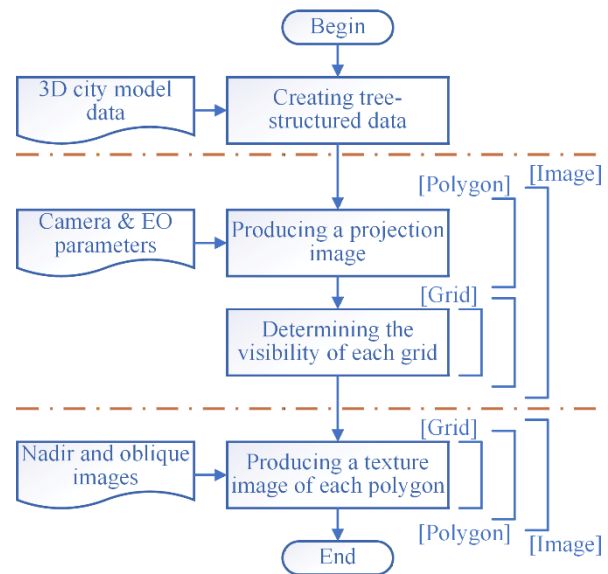 Begin
3D city model
data
Creating tree-
structured data
[Image]
[Polygon]
Camera & EO
parameters
Producing a projection
image
[Grid]
Determining the
visibility of each grid
[Grid]
Nadir and oblique
images
Producing a texture
image of each polygon
[Polygon]
[Image]
End